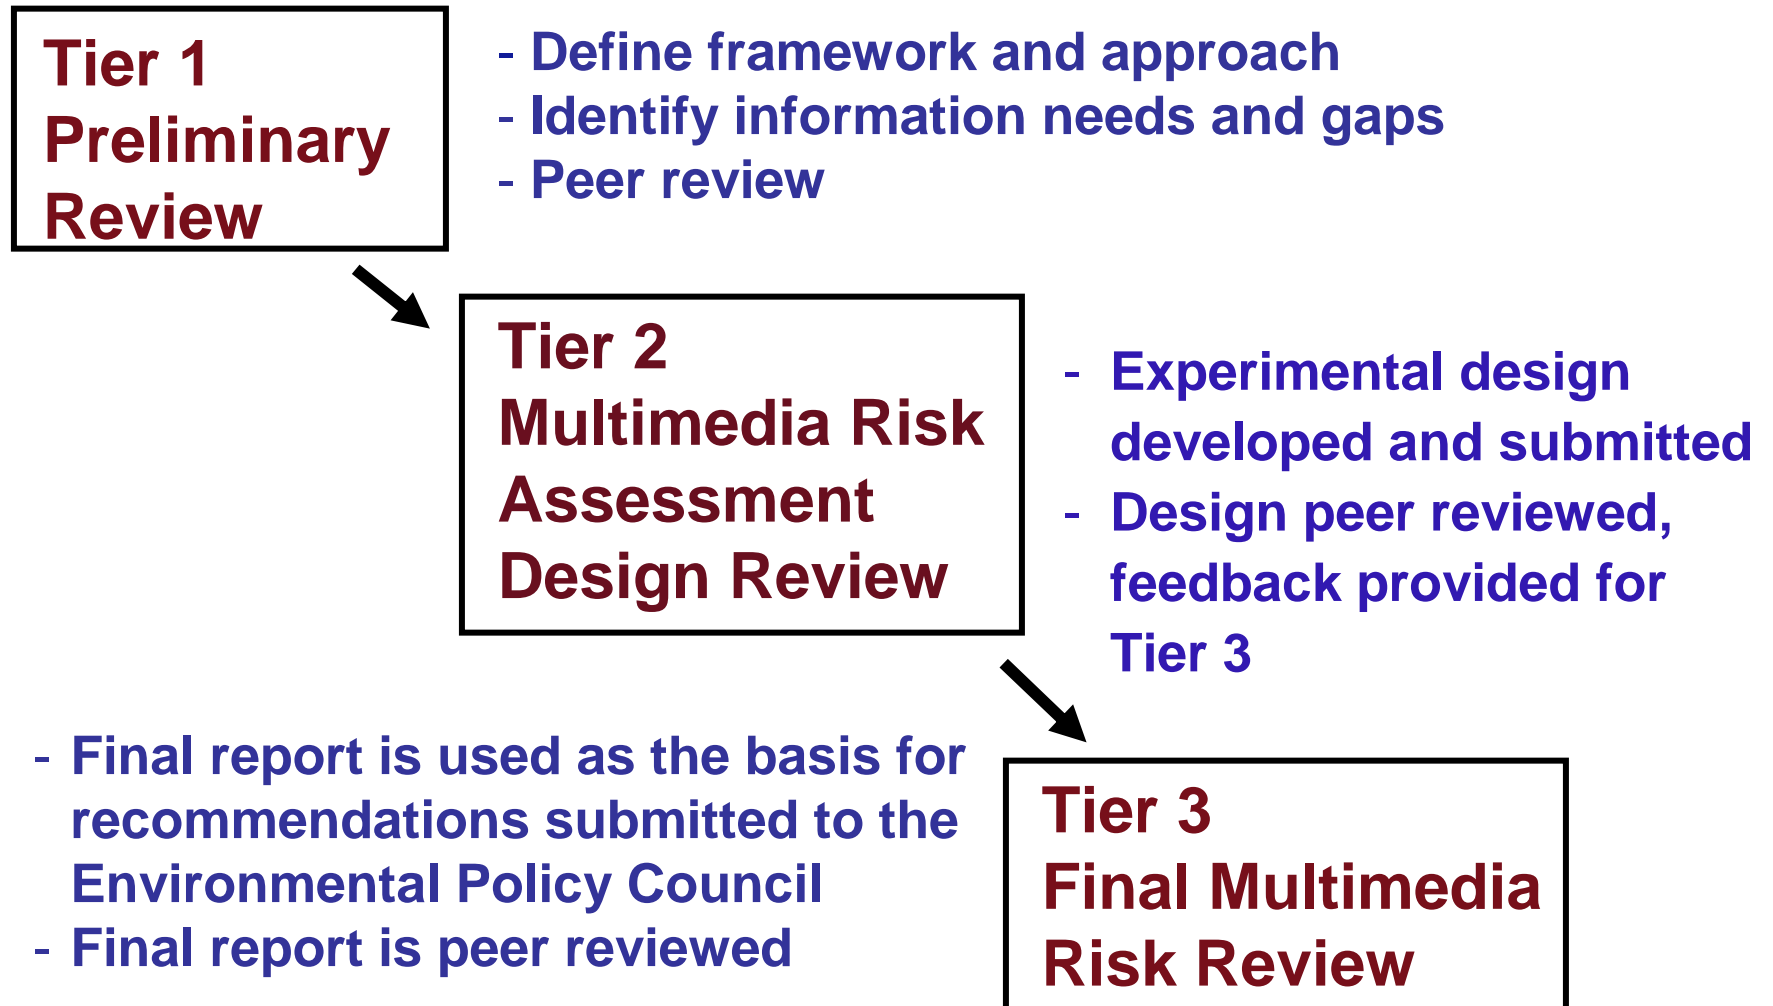 Tier 1
Preliminary
Review
- Define framework and approach
- Identify information needs and gaps
- Peer review
Tier 2
Multimedia Risk
Assessment
Design Review
- Experimental design
developed and submitted
- Design peer reviewed,
feedback provided for
Tier 3
- Final report is used as the basis for
recommendations submitted to the
Environmental Policy Council
- Final report is peer reviewed
Tier 3
Final Multimedia
Risk Review